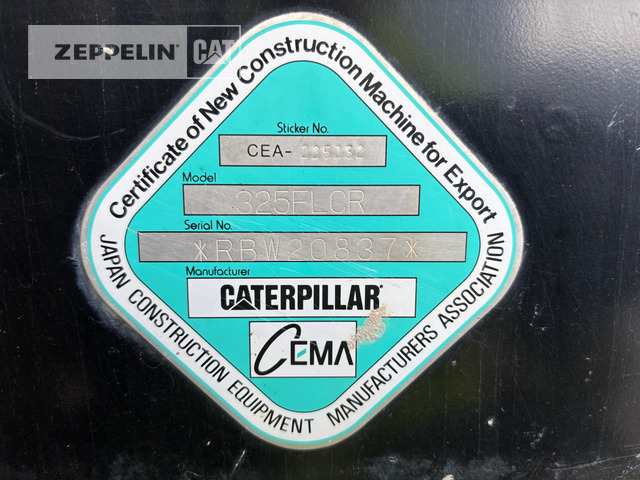 ZEPPELIN CAT
Certificate of New Construction Machine for Export
Sticker No.
CEA-225232
Model
325FLCR
Serial No.
*RBW20837*
Manufacturer
CATERPILLAR
CEMA
JAPAN CONSTRUCTION EQUIPMENT MANUFACTURERS ASSOCIATION